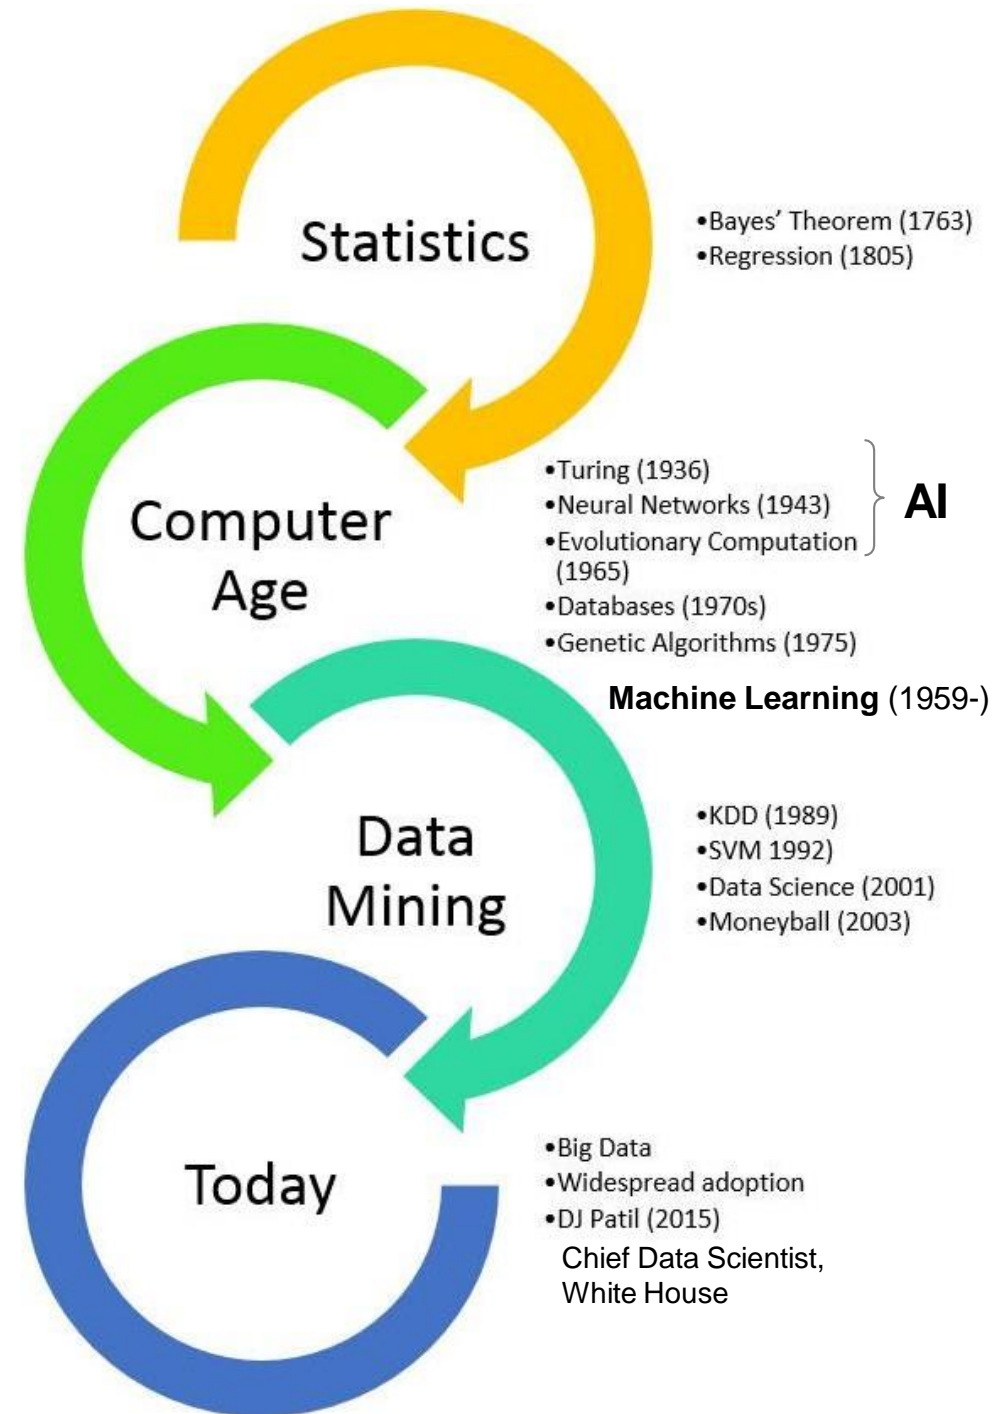 Statistics
•Bayes’ Theorem (1763)
•Regression (1805)
Computer
Age
•Turing (1936)
•Neural Networks (1943)
•Evolutionary Computation
(1965)
•Databases (1970s)
•Genetic Algorithms (1975)
AI
Machine Learning (1959-)
Data
Mining
•KDD (1989)
•SVM 1992)
•Data Science (2001)
•Moneyball (2003)
Today
•Big Data
•Widespread adoption
•DJ Patil (2015)
Chief Data Scientist,
White House